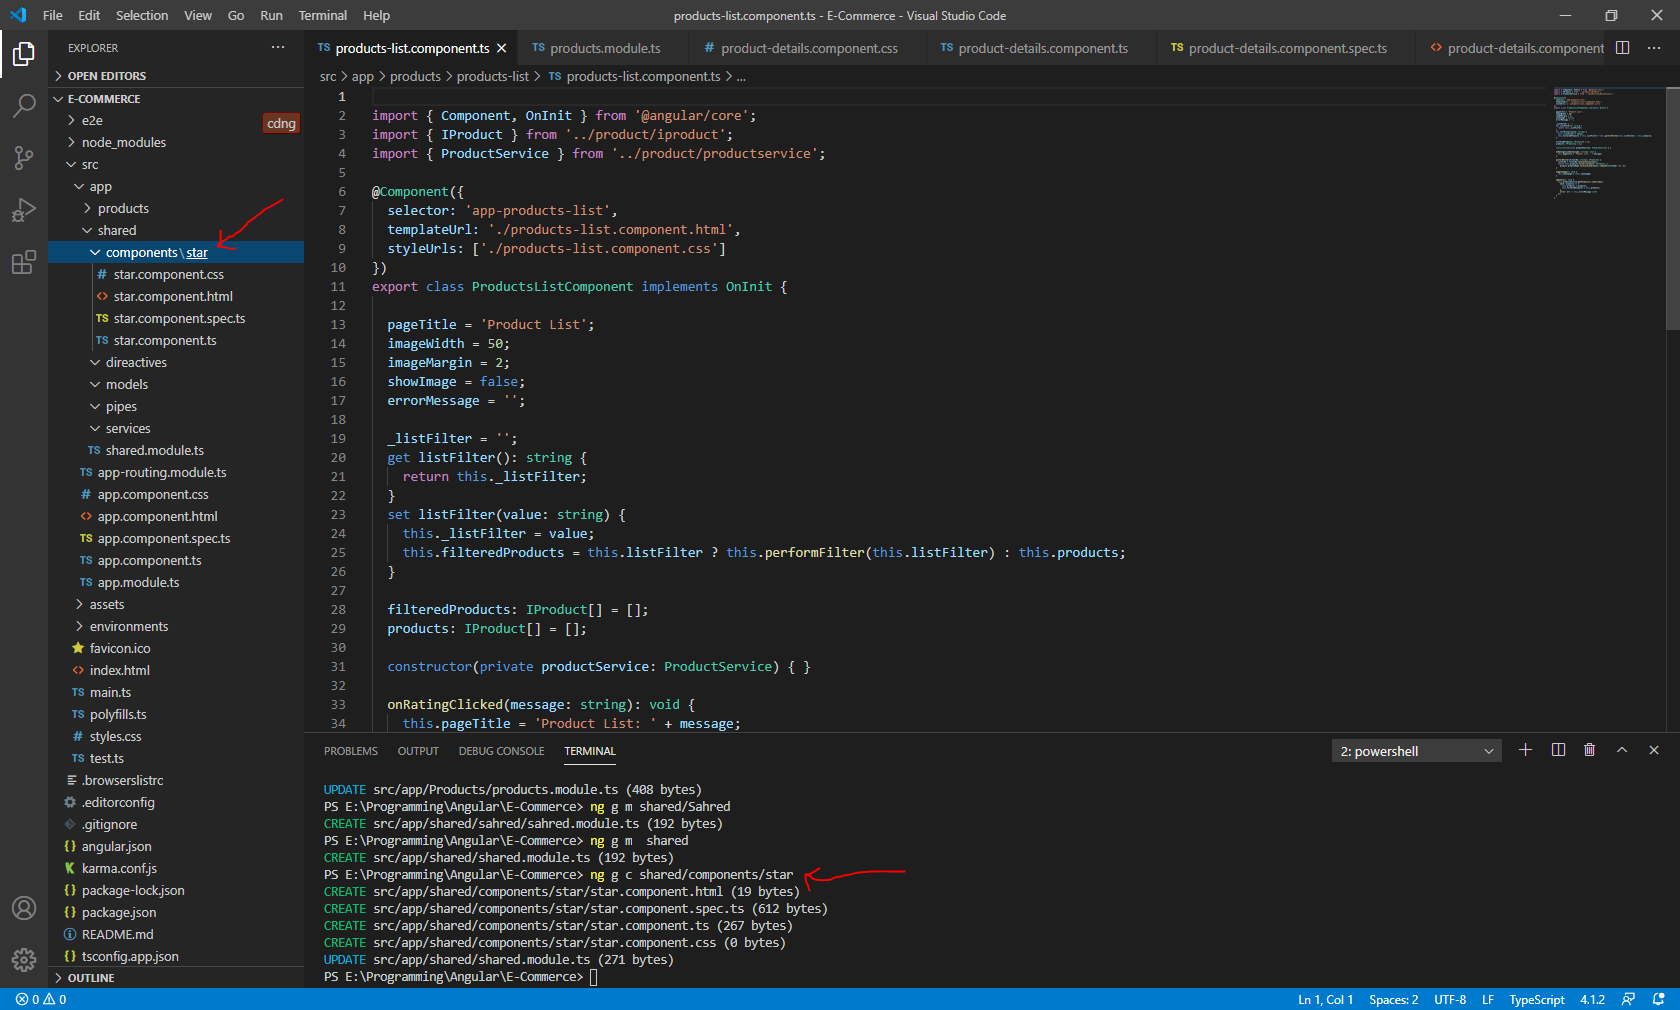 File Edit Selection View Go Run Terminal Help
products-list.component.ts - E-Commerce - Visual Studio Code
EXPLORER
OPEN EDITORS
E-COMMERCE
e2e
cdng
node_modules
src
app
products
shared
components\star
star.component.css
star.component.html
star.component.spec.ts
star.component.ts
direactives
models
pipes
services
shared.module.ts
app-routing.module.ts
app.component.css
app.component.html
app.component.spec.ts
app.component.ts
app.module.ts
assets
environments
favicon.ico
index.html
main.ts
polyfills.ts
styles.css
test.ts
.browserslistrc
.editorconfig
.gitignore
angular.json
karma.conf.js
package-lock.json
package.json
README.md
tsconfig.app.json
OUTLINE
TS products-list.component.ts
TS products.module.ts
# product-details.component.css
TS product-details.component.ts
TS product-details.component.spec.ts
<> product-details.component
src > app > products > products-list > TS products-list.component.ts > ...
1
2 import { Component, OnInit } from '@angular/core';
3 import { IProduct } from '../product/iproduct';
4 import { ProductService } from '../product/productservice';
5
6 @Component({
7 selector: 'app-products-list',
8 templateUrl: './products-list.component.html',
9 styleUrls: ['./products-list.component.css']
10 })
11 export class ProductsListComponent implements OnInit {
12
13 pageTitle = 'Product List';
14 imageWidth = 50;
15 imageMargin = 2;
16 showImage = false;
17 errorMessage = '';
18
19 _listFilter = '';
20 get listFilter(): string {
21 return this._listFilter;
22 }
23 set listFilter(value: string) {
24 this._listFilter = value;
25 this.filteredProducts = this.listFilter ? this.performFilter(this.listFilter) : this.products;
26 }
27
28 filteredProducts: IProduct[] = [];
29 products: IProduct[] = [];
30
31 constructor(private productService: ProductService) { }
32
33 onRatingClicked(message: string): void {
34 this.pageTitle = 'Product List: ' + message;
PROBLEMS OUTPUT DEBUG CONSOLE TERMINAL
2: powershell
UPDATE src/app/Products/products.module.ts (408 bytes)
PS E:\Programming\Angular\E-Commerce> ng g m shared/Sahred
CREATE src/app/shared/sahred/sahred.module.ts (192 bytes)
PS E:\Programming\Angular\E-Commerce> ng g m  shared
CREATE src/app/shared/shared.module.ts (192 bytes)
PS E:\Programming\Angular\E-Commerce> ng g c shared/components/star
CREATE src/app/shared/components/star/star.component.html (19 bytes)
CREATE src/app/shared/components/star/star.component.spec.ts (612 bytes)
CREATE src/app/shared/components/star/star.component.ts (267 bytes)
CREATE src/app/shared/components/star/star.component.css (0 bytes)
UPDATE src/app/shared/shared.module.ts (271 bytes)
PS E:\Programming\Angular\E-Commerce>
0 0
Ln 1, Col 1 Spaces: 2 UTF-8 LF TypeScript 4.1.2